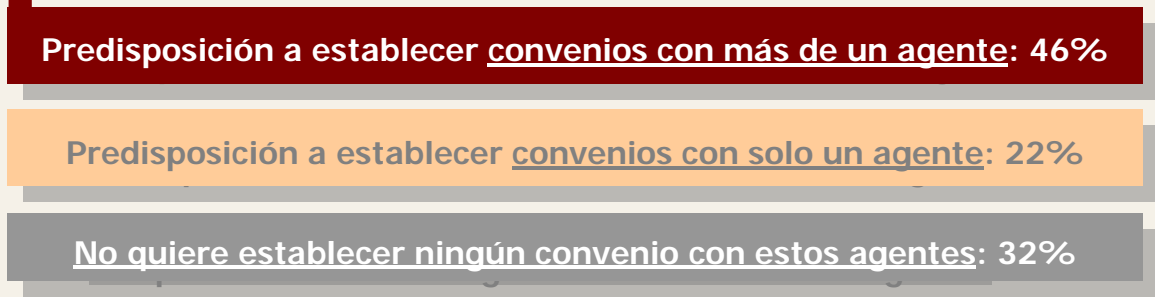 Predisposición a establecer convenios con más de un agente: 46%
Predisposición a establecer convenios con solo un agente: 22%
No quiere establecer ningún convenio con estos agentes: 32%